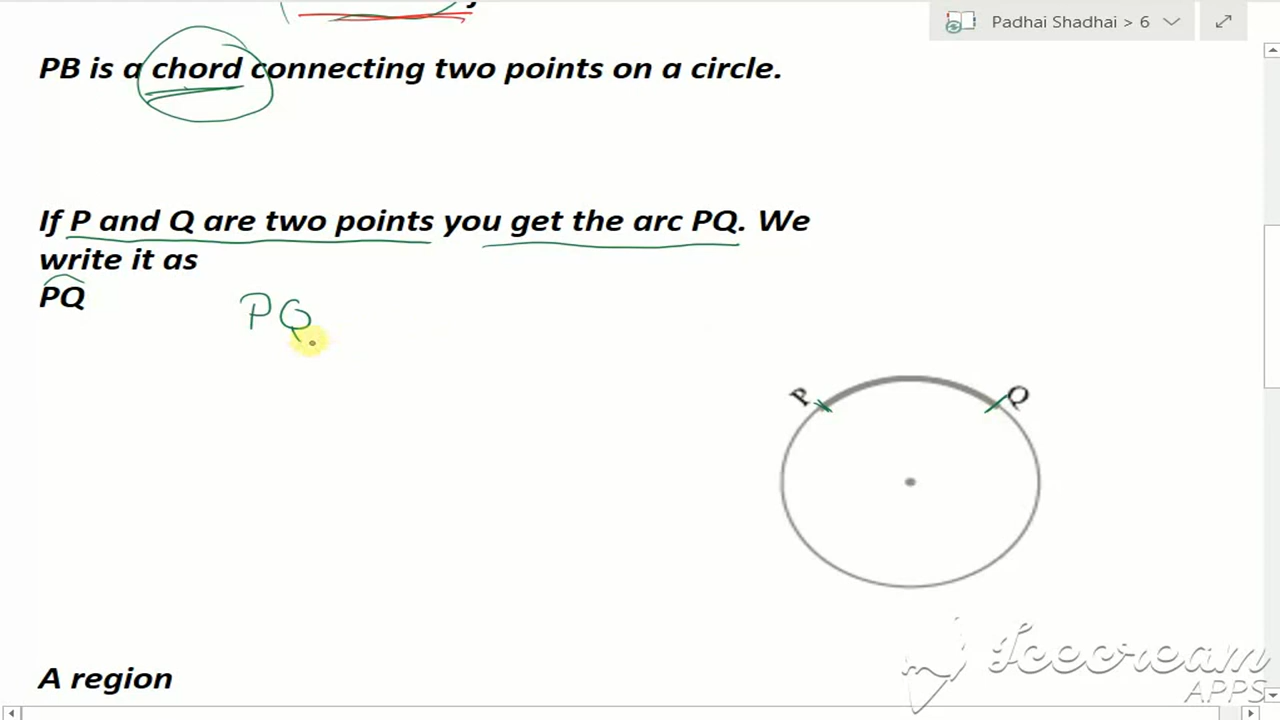 Padhai Shadhai > 6
PB is a chord connecting two points on a circle.
If P and Q are two points you get the arc PQ. We
write it as
PQ
PQ
P
Q
A region
Icecream
APPS